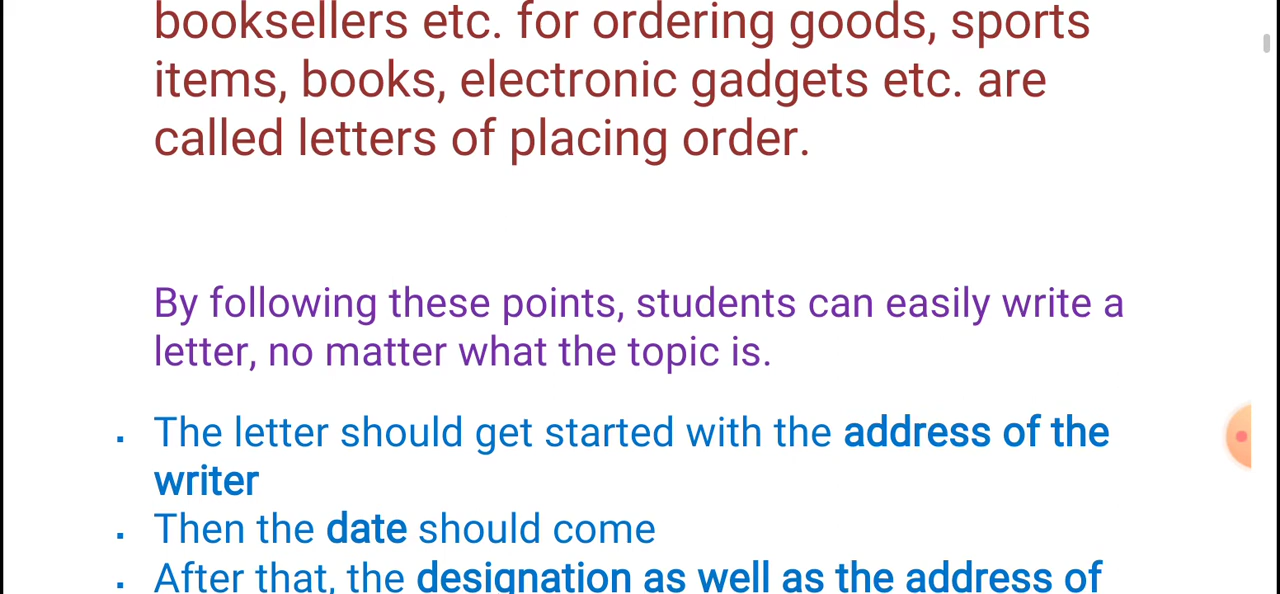 booksellers etc. for ordering goods, sports
items, books, electronic gadgets etc. are
called letters of placing order.
By following these points, students can easily write a
letter, no matter what the topic is.
▪ The letter should get started with the address of the
writer
▪ Then the date should come
▪ After that, the designation as well as the address of